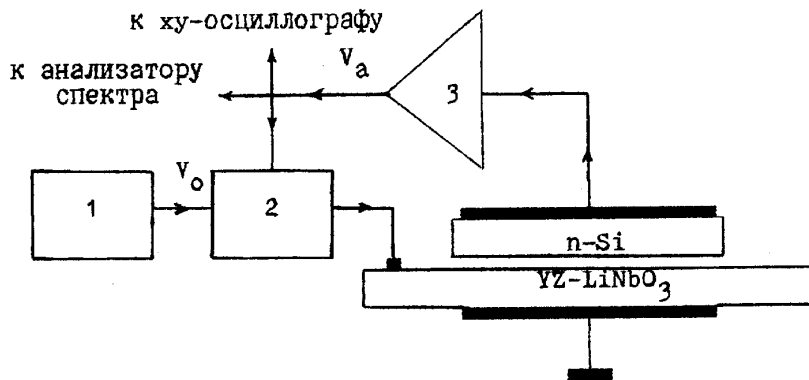 к xy-осциллографу
к анализатору
спектра
V_a
3
V_o
1
2
n-Si
YZ-LiNbO_3